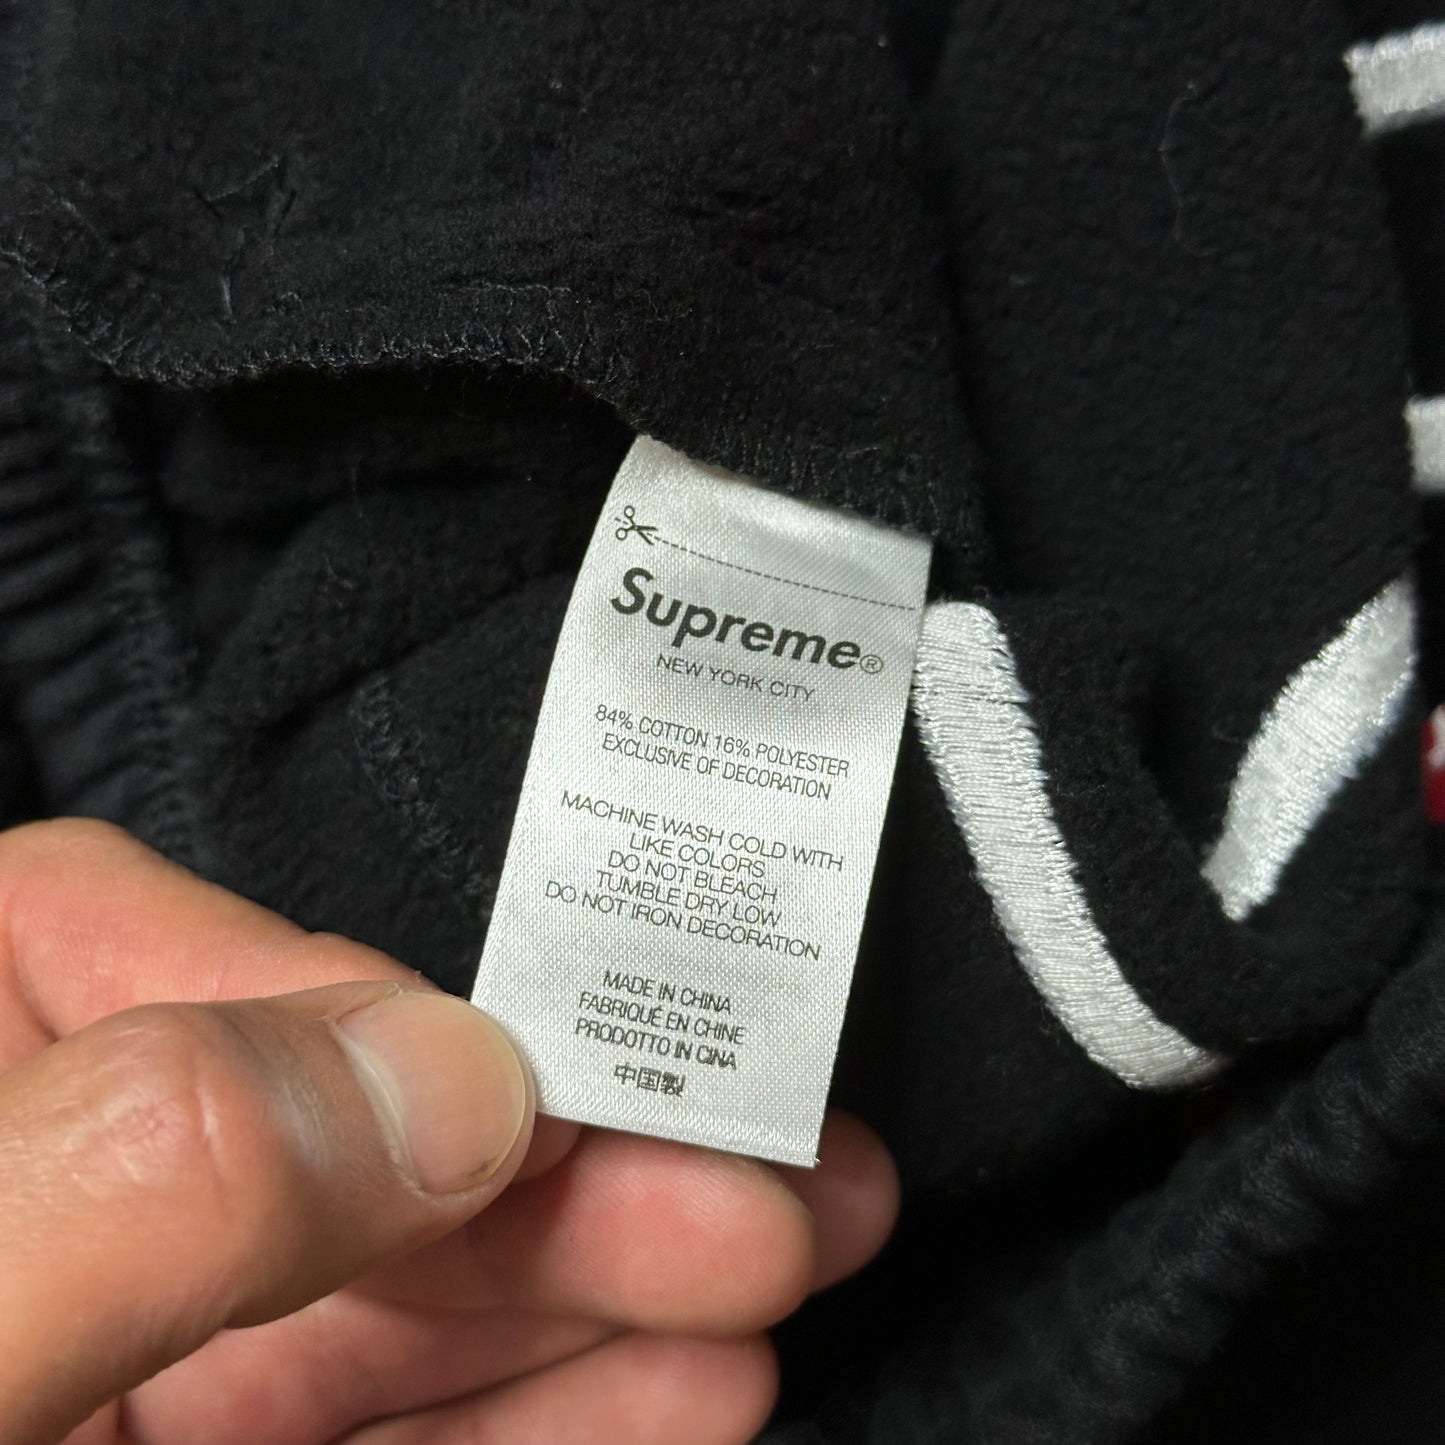 Supreme®
NEW YORK CITY
84% COTTON 16% POLYESTER
EXCLUSIVE OF DECORATION
MACHINE WASH COLD WITH
LIKE COLORS
DO NOT BLEACH
TUMBLE DRY LOW
DO NOT IRON DECORATION
MADE IN CHINA
FABRIQUÉ EN CHINE
PRODOTTO IN CINA
中国製